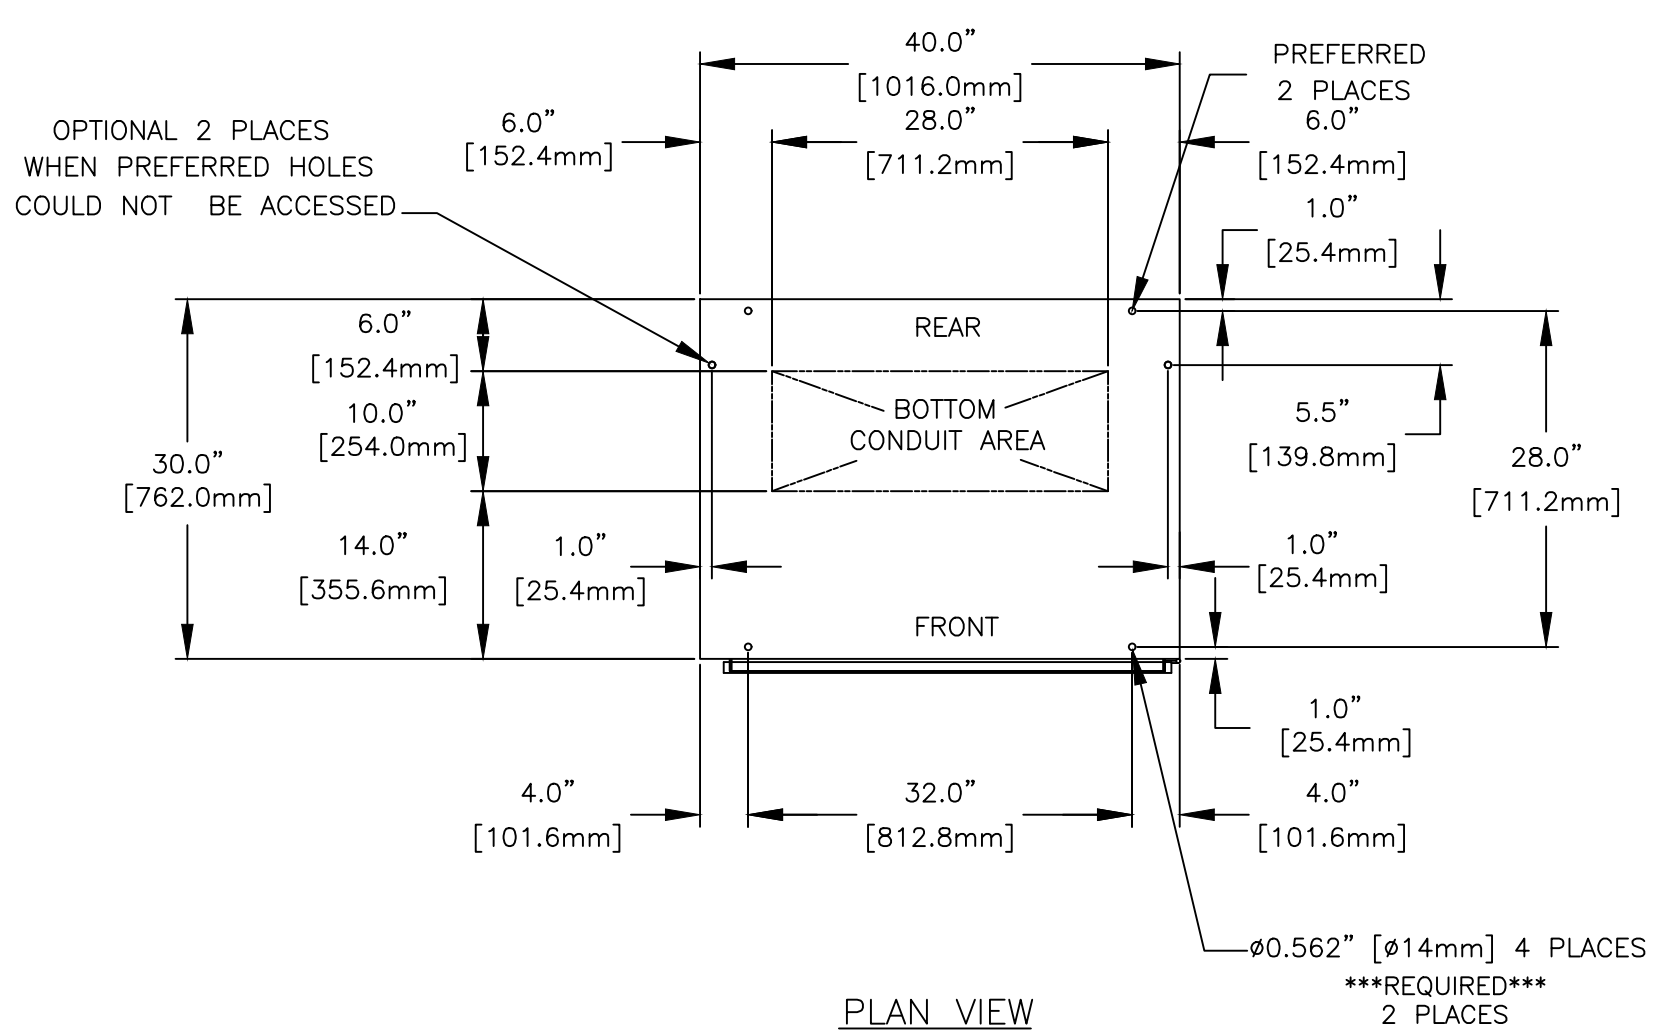 40.0”
[1016.0mm]
PREFERRED
2 PLACES
OPTIONAL 2 PLACES
WHEN PREFERRED HOLES
COULD NOT BE ACCESSED
6.0”
[152.4mm]
28.0”
[711.2mm]
6.0”
[152.4mm]
1.0”
[25.4mm]
REAR
6.0”
[152.4mm]
10.0”
[254.0mm]
BOTTOM
CONDUIT AREA
5.5”
[139.8mm]
30.0”
[762.0mm]
28.0”
[711.2mm]
14.0”
[355.6mm]
1.0”
[25.4mm]
1.0”
[25.4mm]
FRONT
1.0”
[25.4mm]
4.0”
[101.6mm]
32.0”
[812.8mm]
4.0”
[101.6mm]
ø0.562” [ø14mm] 4 PLACES
***REQUIRED***
2 PLACES
PLAN VIEW